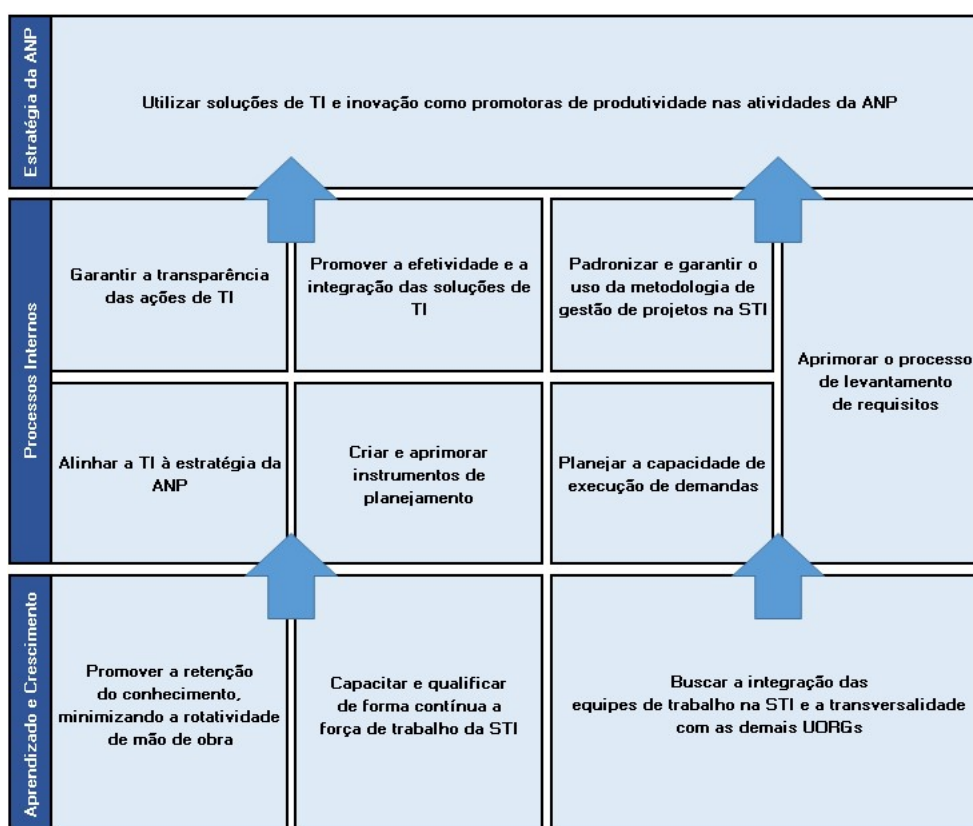 Estratégia da ANP
Utilizar soluções de TI e inovação como promotoras de produtividade nas atividades da ANP
Processos Internos
Garantir a transparência
das ações de TI
Promover a efetividade e a
integração das soluções de
TI
Padronizar e garantir o
uso da metodologia de
gestão de projetos na STI
Aprimorar o processo
de levantamento
de requisitos
Alinhar a TI à estratégia da
ANP
Criar e aprimorar
instrumentos de
planejamento
Planejar a capacidade de
execução de demandas
Aprendizado e Crescimento
Promover a retenção
do conhecimento,
minimizando a rotatividade
de mão de obra
Capacitar e qualificar
de forma contínua a
força de trabalho da STI
Buscar a integração das
equipes de trabalho na STI e a transversalidade
com as demais UORGs